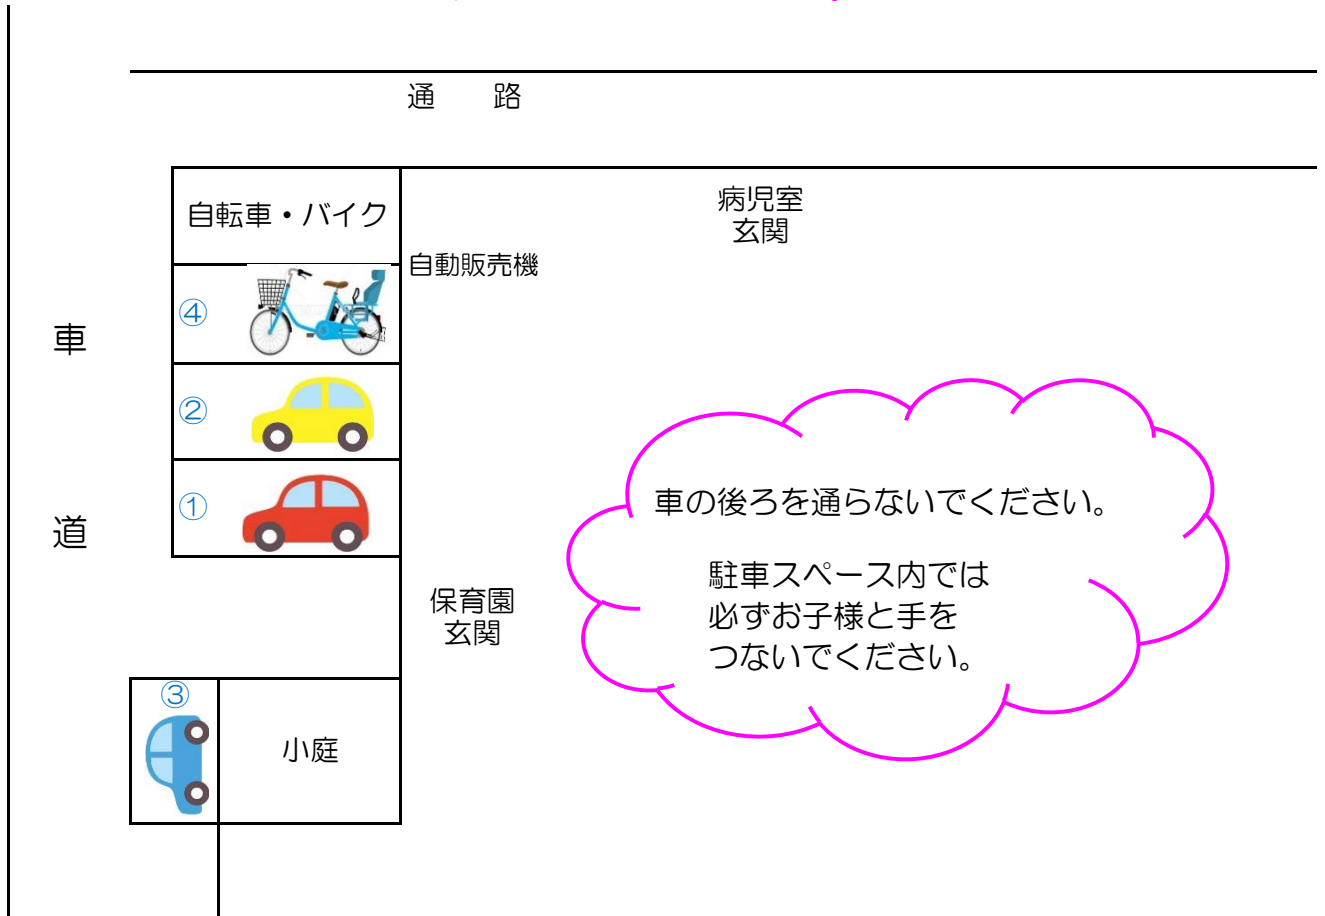 通　路
自転車・バイク
病児室
玄関
自動販売機
④
車
②
①
道
車の後ろを通らないでください。
駐車スペース内では
必ずお子様と手を
つないでください。
保育園
玄関
③
小庭